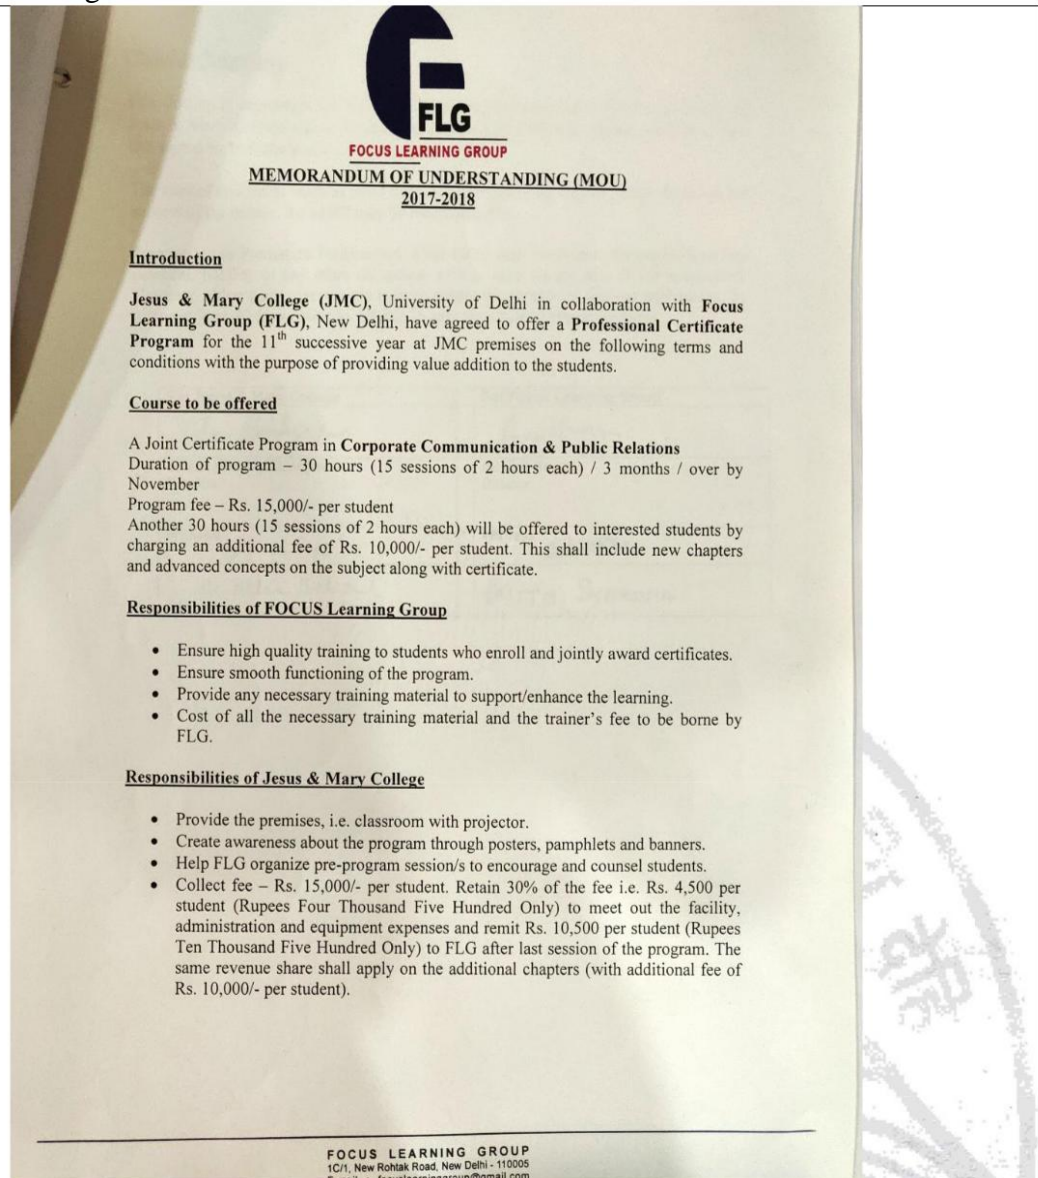 FLG
FOCUS LEARNING GROUP
MEMORANDUM OF UNDERSTANDING (MOU)
2017-2018
Introduction
Jesus & Mary College (JMC), University of Delhi in collaboration with Focus
Learning Group (FLG), New Delhi, have agreed to offer a Professional Certificate
Program for the 11th successive year at JMC premises on the following terms and
conditions with the purpose of providing value addition to the students.
Course to be offered
A Joint Certificate Program in Corporate Communication & Public Relations
Duration of program – 30 hours (15 sessions of 2 hours each) / 3 months / over by
November
Program fee – Rs. 15,000/- per student
Another 30 hours (15 sessions of 2 hours each) will be offered to interested students by
charging an additional fee of Rs. 10,000/- per student. This shall include new chapters
and advanced concepts on the subject along with certificate.
Responsibilities of FOCUS Learning Group
• Ensure high quality training to students who enroll and jointly award certificates.
• Ensure smooth functioning of the program.
• Provide any necessary training material to support/enhance the learning.
• Cost of all the necessary training material and the trainer's fee to be borne by
FLG.
Responsibilities of Jesus & Mary College
• Provide the premises, i.e. classroom with projector.
• Create awareness about the program through posters, pamphlets and banners.
• Help FLG organize pre-program session/s to encourage and counsel students.
• Collect fee – Rs. 15,000/- per student. Retain 30% of the fee i.e. Rs. 4,500 per
student (Rupees Four Thousand Five Hundred Only) to meet out the facility,
administration and equipment expenses and remit Rs. 10,500 per student (Rupees
Ten Thousand Five Hundred Only) to FLG after last session of the program. The
same revenue share shall apply on the additional chapters (with additional fee of
Rs. 10,000/- per student).
FOCUS LEARNING GROUP
1C/1, New Rohtak Road, New Delhi - 110005